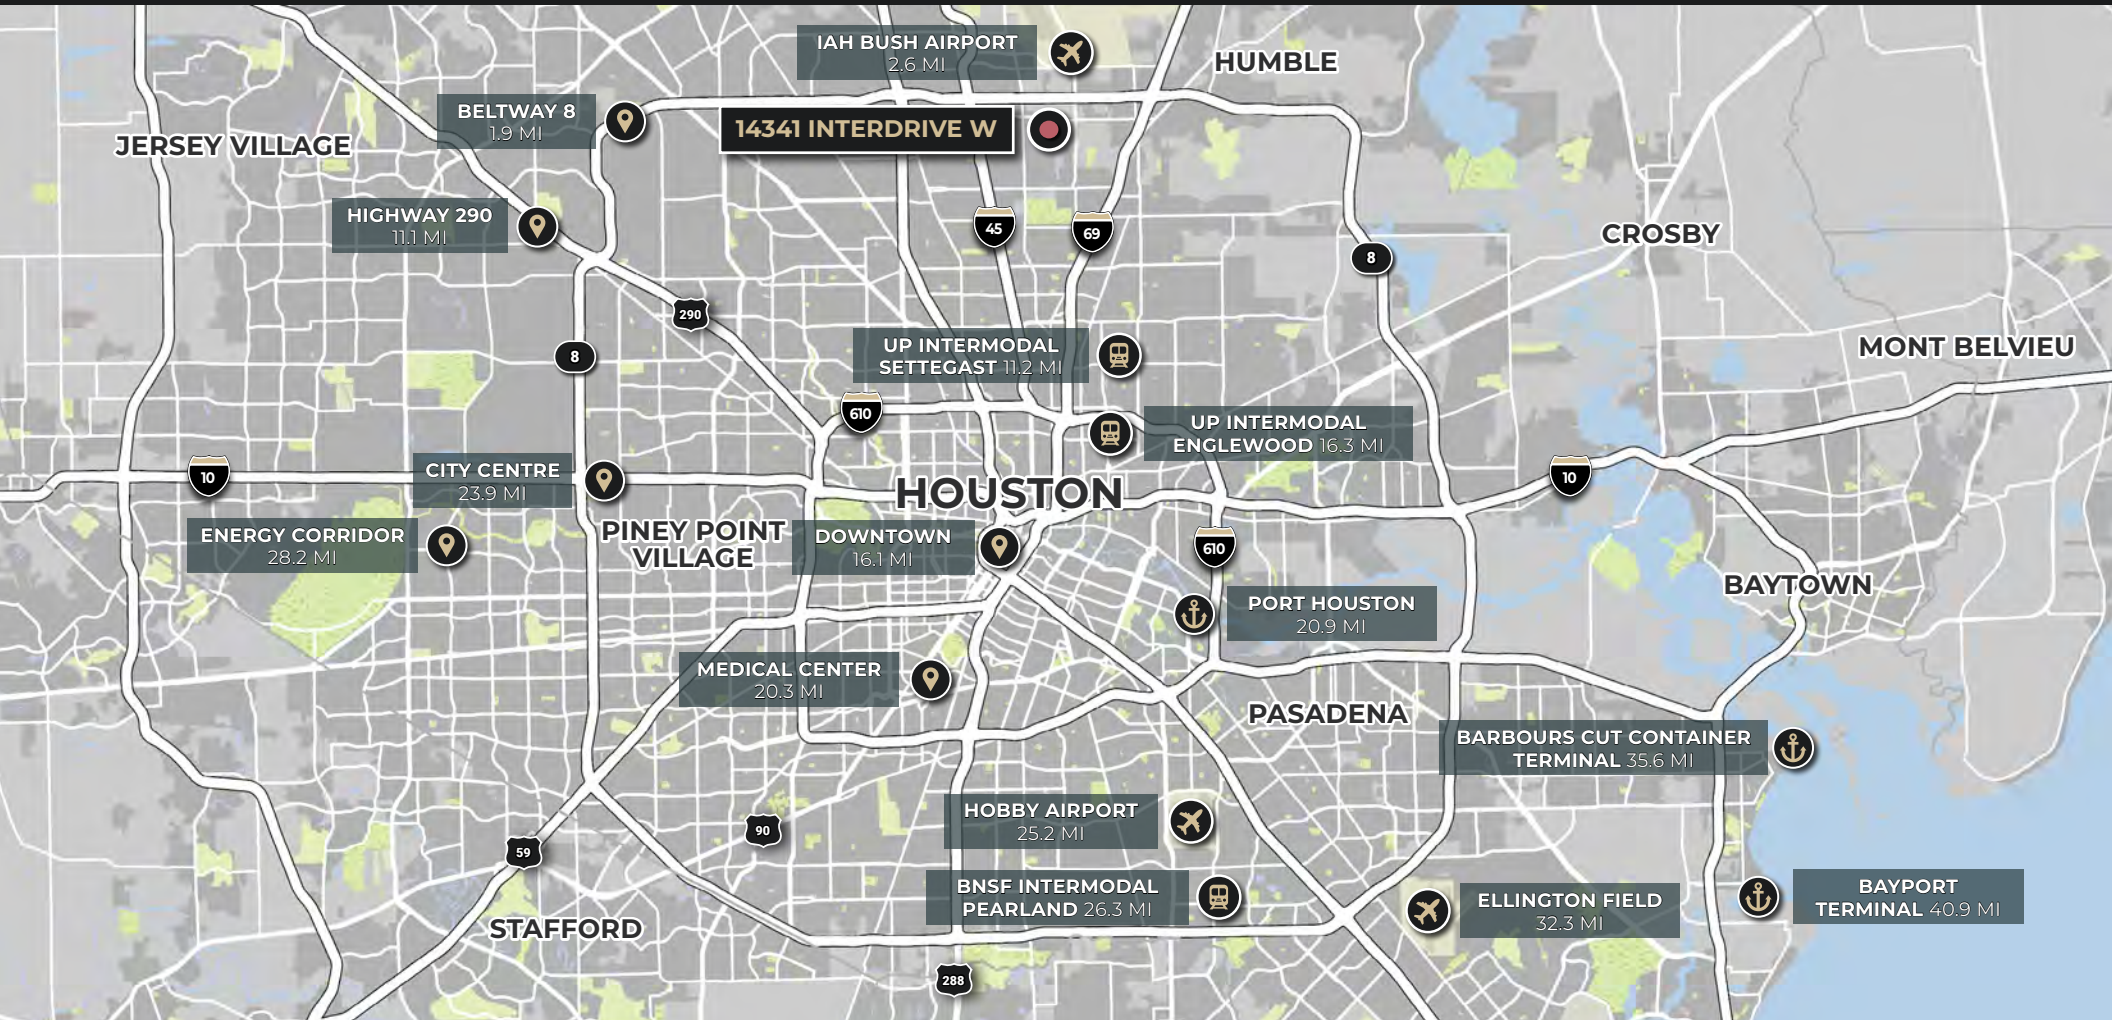 IAH BUSH AIRPORT
2.6 MI
HUMBLE
BELTWAY 8
1.9 MI
14341 INTERDRIVE W
JERSEY VILLAGE
HIGHWAY 290
11.1 MI
45
69
CROSBY
8
290
8
UP INTERMODAL
SETTEGAST 11.2 MI
MONT BELVIEU
610
UP INTERMODAL
ENGLEWOOD 16.3 MI
10
CITY CENTRE
23.9 MI
HOUSTON
10
ENERGY CORRIDOR
28.2 MI
PINEY POINT
VILLAGE
DOWNTOWN
16.1 MI
610
BAYTOWN
PORT HOUSTON
20.9 MI
MEDICAL CENTER
20.3 MI
PASADENA
BARBOURS CUT CONTAINER
TERMINAL 35.6 MI
HOBBY AIRPORT
25.2 MI
90
59
BNSF INTERMODAL
PEARLAND 26.3 MI
ELLINGTON FIELD
32.3 MI
BAYPORT
TERMINAL 40.9 MI
STAFFORD
288